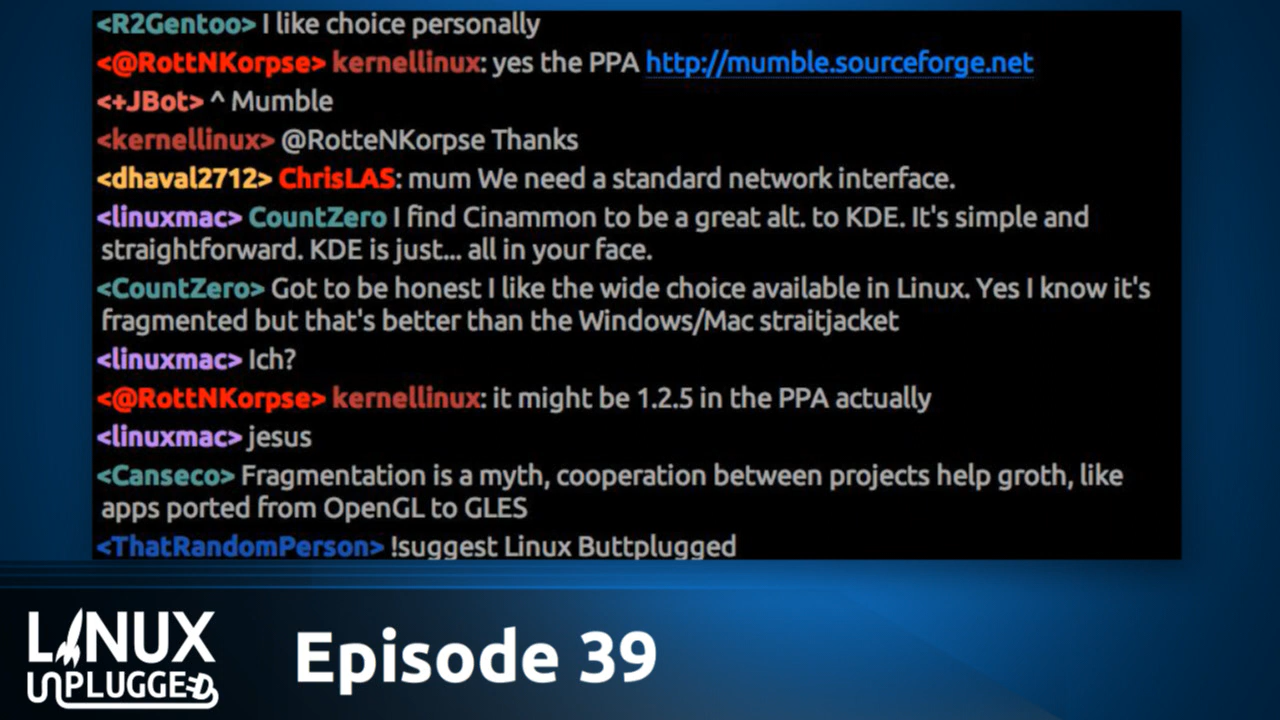 <R2Gentoo> I like choice personally
<@RottNKorpse> kernellinux: yes the PPA http://mumble.sourceforge.net
<+JBot> ^ Mumble
<kernellinux> @RotteNKorpse Thanks
<dhaval2712> ChrisLAS: mum We need a standard network interface.
<linuxmac> CountZero I find Cinammon to be a great alt. to KDE. It's simple and
straightforward. KDE is just... all in your face.
<CountZero> Got to be honest I like the wide choice available in Linux. Yes I know it's
fragmented but that's better than the Windows/Mac straitjacket
<linuxmac> Ich?
<@RottNKorpse> kernellinux: it might be 1.2.5 in the PPA actually
<linuxmac> jesus
<Canseco> Fragmentation is a myth, cooperation between projects help groth, like
apps ported from OpenGL to GLES
<ThatRandomPerson> !suggest Linux Buttplugged
LINUX
UNPLUGGED
Episode 39